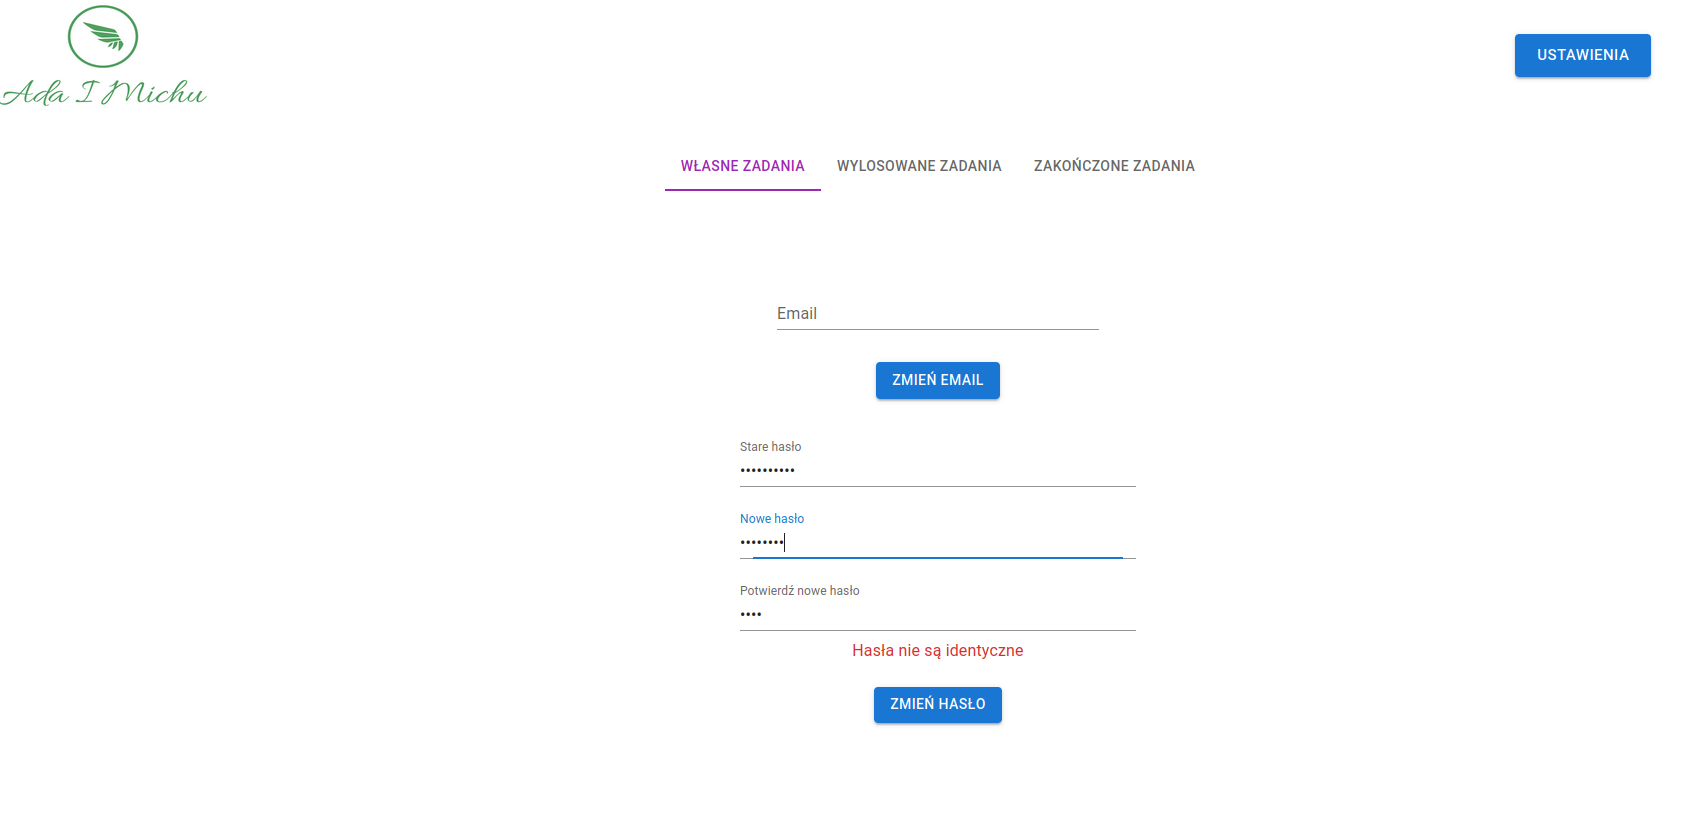 Ada I Michu
USTAWIENIA
WŁASNE ZADANIA WYLOSOWANE ZADANIA ZAKOŃCZONE ZADANIA
Email
ZMIEŃ EMAIL
Stare hasło
••••••••••
Nowe hasło
••••••••
Potwierdź nowe hasło
••••
Hasła nie są identyczne
ZMIEŃ HASŁO